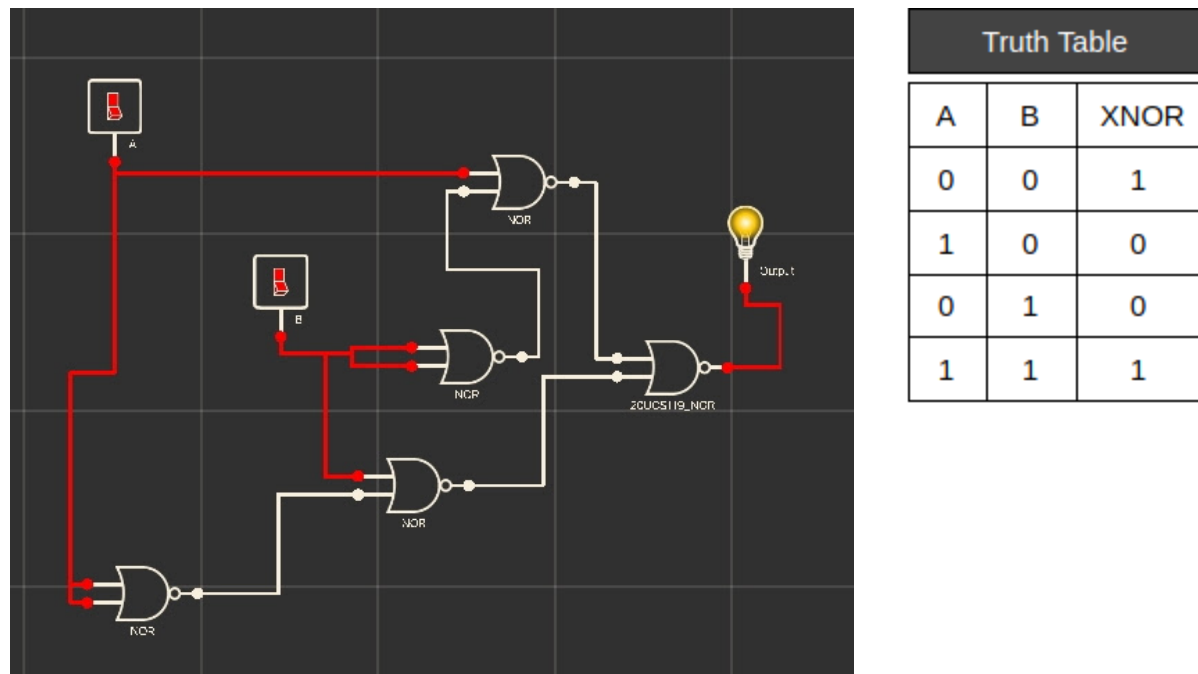 A
NOR
B
Output
NOR
20UCS119_NOR
NOR
NOR
Truth Table
A B XNOR
0 0 1
1 0 0
0 1 0
1 1 1